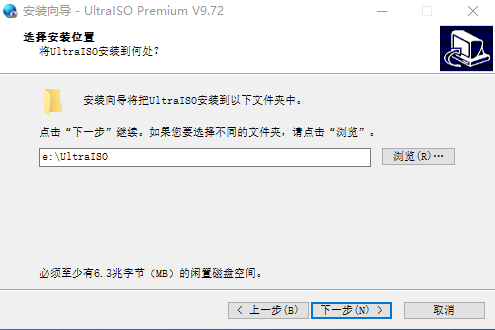 安装向导 - UltraISO Premium V9.72
选择安装位置
将UltraISO安装到何处?
安装向导将把UltraISO安装到以下文件夹中。
点击“下一步”继续。如果您要选择不同的文件夹,请点击“浏览”。
e:\UltraISO
浏览(R)…
必须至少有6.3兆字节（MB）的闲置磁盘空间。
< 上一步(B)
下一步(N) >
取消